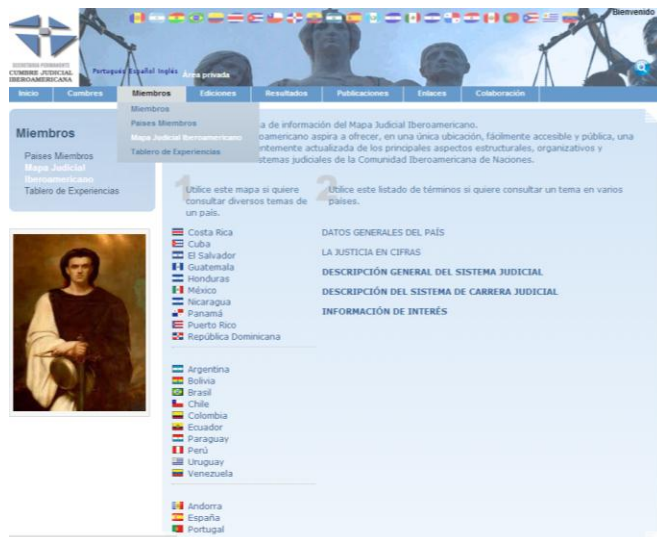 Bienvenido
SECRETARIA PERMANENTE
CUMBRE JUDICIAL
IBEROAMERICANA
Portugués Español Inglés Área privada
Inicio Cumbres Miembros Ediciones Resultados Publicaciones Enlaces Colaboración
Miembros
Paises Miembros
Mapa Judicial Iberoamericano
Tablero de Experiencias
Miembros
Paises Miembros
Mapa Judicial
Iberoamericano
Tablero de Experiencias
a de información del Mapa Judicial Iberoamericano.
oamericano aspira a ofrecer, en una única ubicación, fácilmente accesible y pública, una
entemente actualizada de los principales aspectos estructurales, organizativos y
stemas judiciales de la Comunidad Iberoamericana de Naciones.
1
Utilice este mapa si quiere
consultar diversos temas de
un país.
Costa Rica
Cuba
El Salvador
Guatemala
Honduras
México
Nicaragua
Panamá
Puerto Rico
República Dominicana
Argentina
Bolivia
Brasil
Chile
Colombia
Ecuador
Paraguay
Perú
Uruguay
Venezuela
Andorra
España
Portugal
2
Utilice este listado de términos si quiere consultar un tema en varios
países.
DATOS GENERALES DEL PAÍS
LA JUSTICIA EN CIFRAS
DESCRIPCIÓN GENERAL DEL SISTEMA JUDICIAL
DESCRIPCIÓN DEL SISTEMA DE CARRERA JUDICIAL
INFORMACIÓN DE INTERÉS